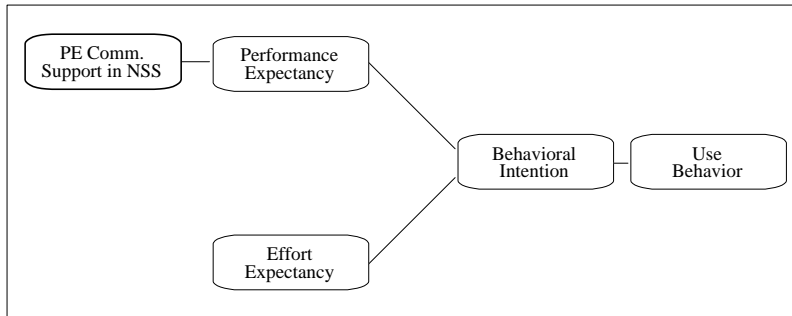 PE Comm.
Support in NSS
Performance
Expectancy
Behavioral
Intention
Use
Behavior
Effort
Expectancy